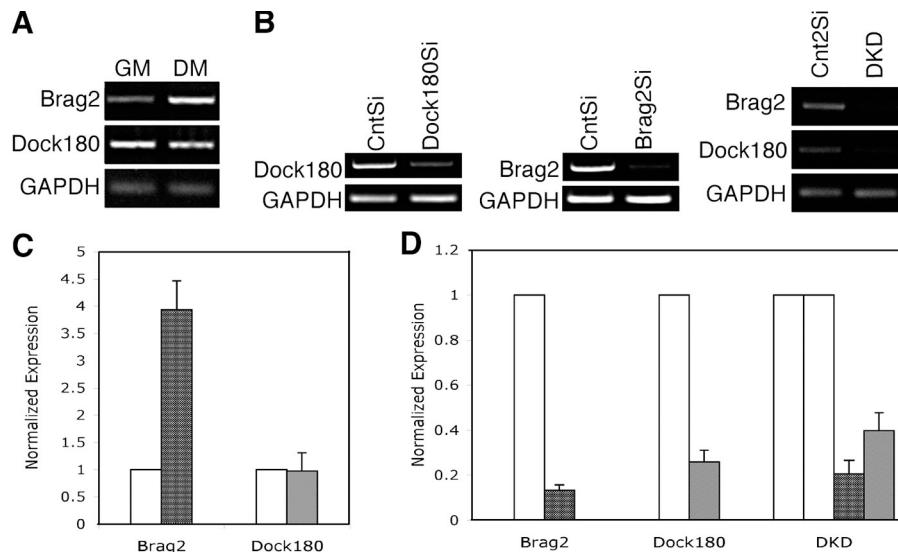 A
GM DM
Brag2
Dock180
GAPDH
B
CntSi
Dock180Si
Dock180
GAPDH
CntSi
Brag2Si
Brag2
GAPDH
Cnt2Si
DKD
Brag2
Dock180
GAPDH
C
Normalized Expression
5
4.5
4
3.5
3
2.5
2
1.5
1
0.5
0
Brag2 Dock180
D
Normalized Expression
1.2
1
0.8
0.6
0.4
0.2
0
Brag2 Dock180 DKD